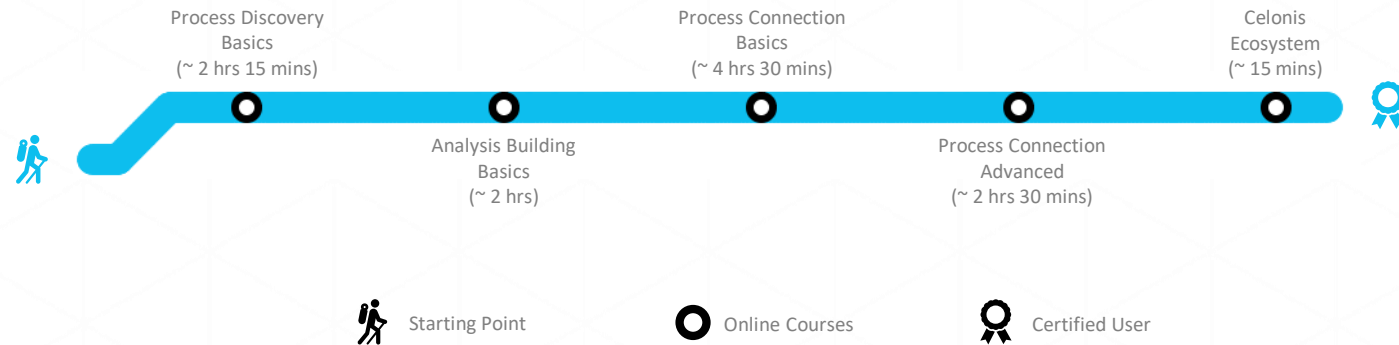 Process Discovery
Basics
(~ 2 hrs 15 mins)
Analysis Building
Basics
(~ 2 hrs)
Process Connection
Basics
(~ 4 hrs 30 mins)
Process Connection
Advanced
(~ 2 hrs 30 mins)
Celonis
Ecosystem
(~ 15 mins)
Starting Point
Online Courses
Certified User